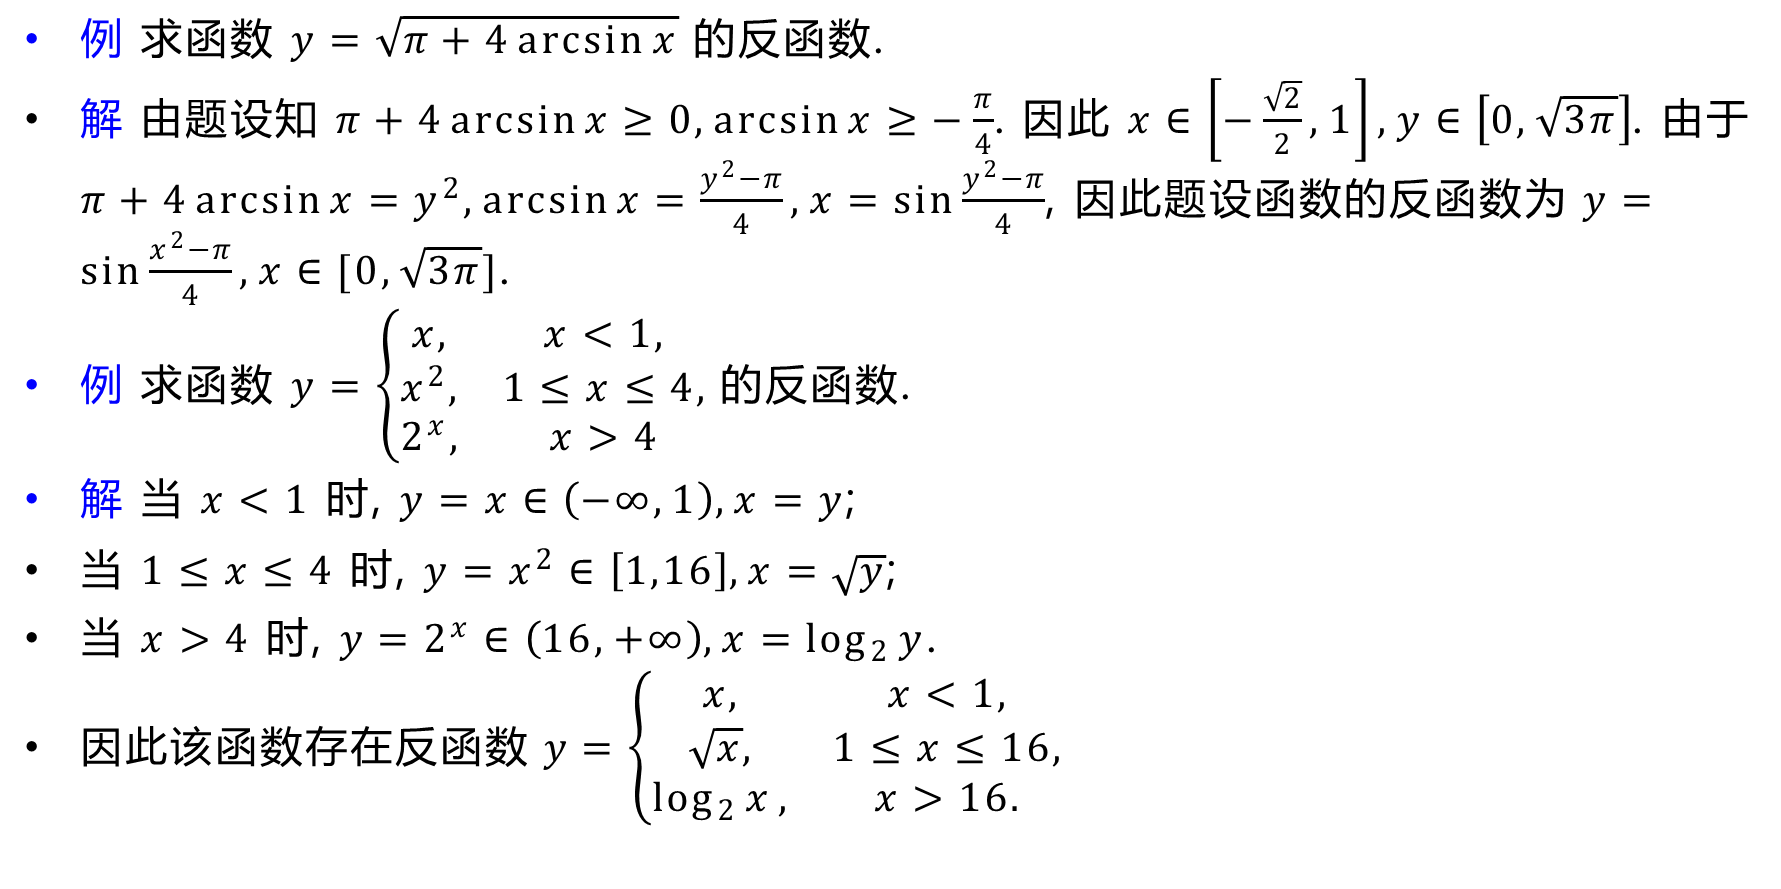 • 例 求函数 y = √(π + 4 arcsin x) 的反函数.
• 解 由题设知 π + 4 arcsin x ≥ 0, arcsin x ≥ − π/4. 因此 x ∈ [−√2/2, 1], y ∈ [0, √(3π)]. 由于
π + 4 arcsin x = y², arcsin x = (y²−π)/4, x = sin (y²−π)/4, 因此题设函数的反函数为 y =
sin (x²−π)/4, x ∈ [0, √(3π)].
• 例 求函数 y = { x, x < 1, x², 1 ≤ x ≤ 4, 2ˣ, x > 4 的反函数.
• 解 当 x < 1 时, y = x ∈ (−∞, 1), x = y;
• 当 1 ≤ x ≤ 4 时, y = x² ∈ [1,16], x = √y;
• 当 x > 4 时, y = 2ˣ ∈ (16, +∞), x = log₂ y.
• 因此该函数存在反函数 y = { x, x < 1, √x, 1 ≤ x ≤ 16, log₂ x , x > 16.